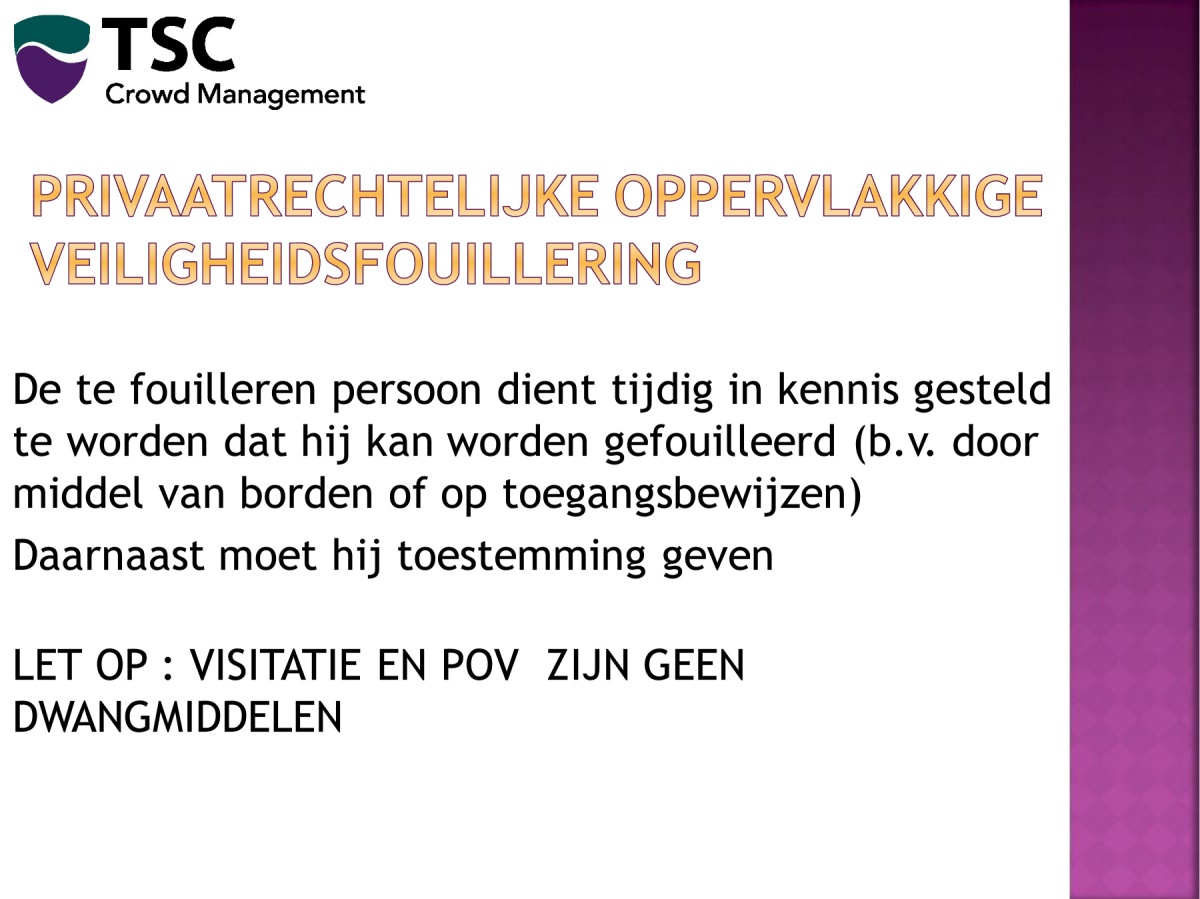 TSC
Crowd Management
PRIVAATRECHTELIJKE OPPERVLAKKIGE
VEILIGHEIDSFOUILLERING
De te fouilleren persoon dient tijdig in kennis gesteld
te worden dat hij kan worden gefouilleerd (b.v. door
middel van borden of op toegangsbewijzen)
Daarnaast moet hij toestemming geven
LET OP : VISITATIE EN POV  ZIJN GEEN
DWANGMIDDELEN